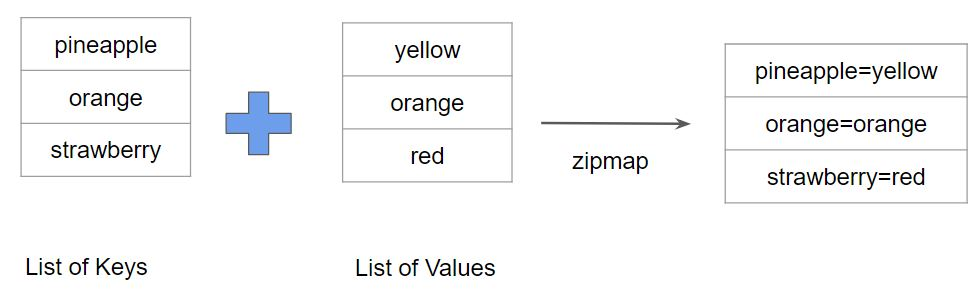 pineapple
orange
strawberry
List of Keys
yellow
orange
red
List of Values
zipmap
pineapple=yellow
orange=orange
strawberry=red